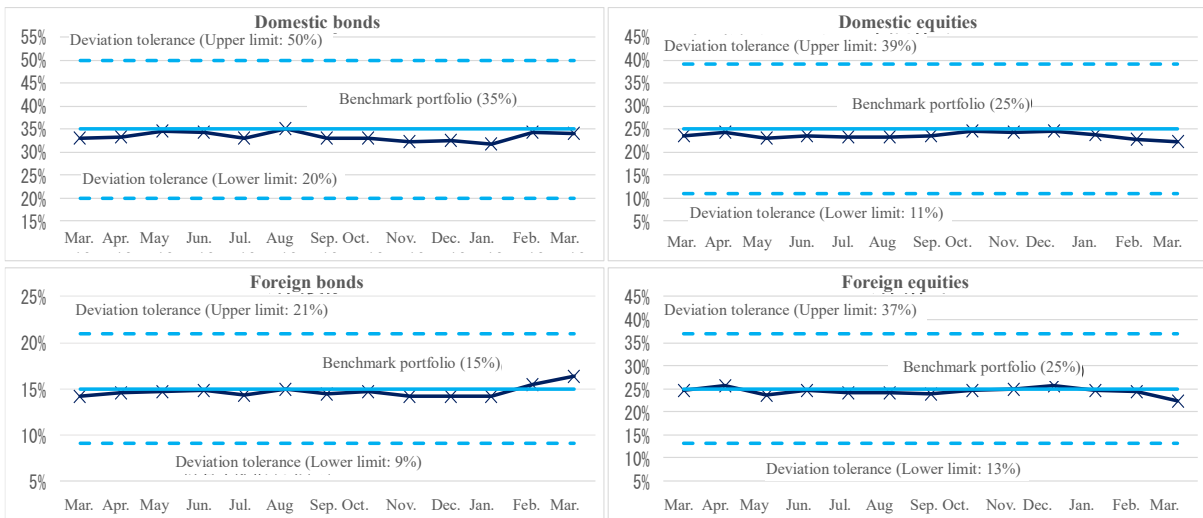 Domestic bonds
55%
Deviation tolerance (Upper limit: 50%)
50%
45%
40%
Benchmark portfolio (35%)
35%
30%
25%
Deviation tolerance (Lower limit: 20%)
20%
15%
Mar. Apr. May Jun. Jul. Aug Sep. Oct. Nov. Dec. Jan. Feb. Mar.
Domestic equities
45%
Deviation tolerance (Upper limit: 39%)
40%
35%
30%
Benchmark portfolio (25%)
25%
20%
15%
10%
Deviation tolerance (Lower limit: 11%)
5%
Mar. Apr. May Jun. Jul. Aug Sep. Oct. Nov. Dec. Jan. Feb. Mar.
Foreign bonds
25%
Deviation tolerance (Upper limit: 21%)
20%
Benchmark portfolio (15%)
15%
10%
Deviation tolerance (Lower limit: 9%)
5%
Mar. Apr. May Jun. Jul. Aug Sep. Oct. Nov. Dec. Jan. Feb. Mar.
Foreign equities
45%
Deviation tolerance (Upper limit: 37%)
40%
35%
30%
Benchmark portfolio (25%)
25%
20%
15%
10%
Deviation tolerance (Lower limit: 13%)
5%
Mar. Apr. May Jun. Jul. Aug Sep. Oct. Nov. Dec. Jan. Feb. Mar.